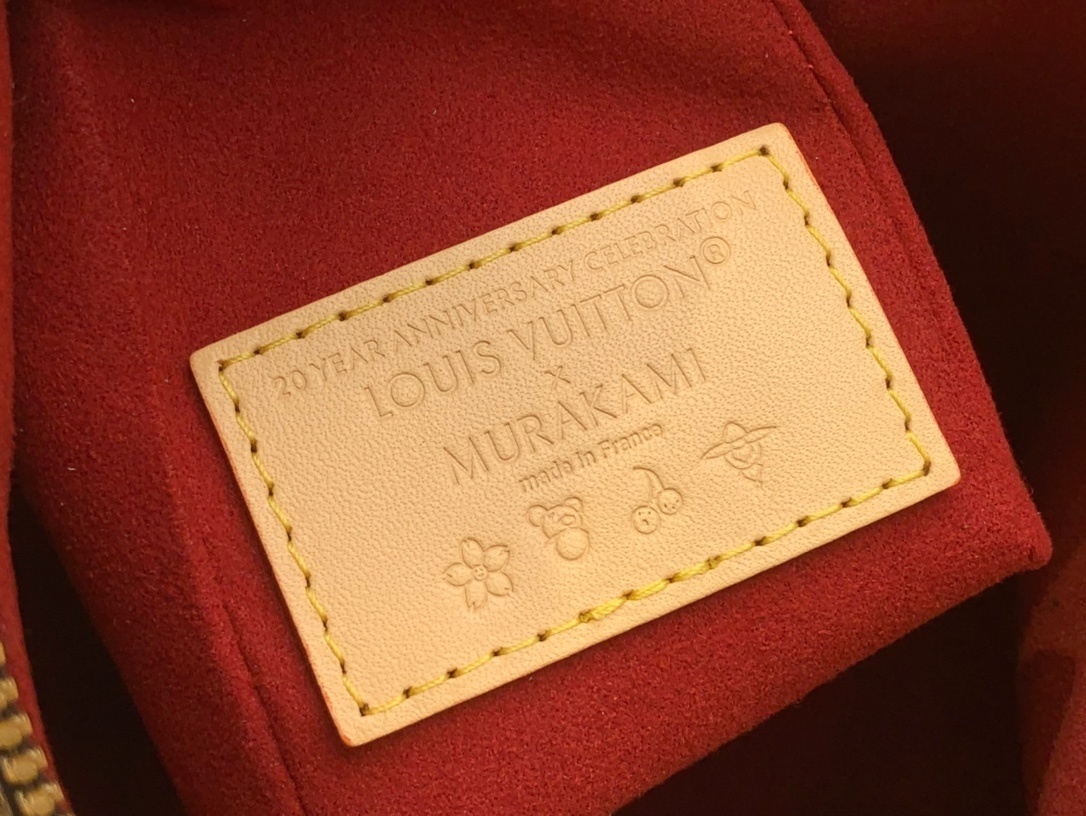 20 YEAR ANNIVERSARY CELEBRATION
LOUIS VUITTON®
x
MURAKAMI
made in France